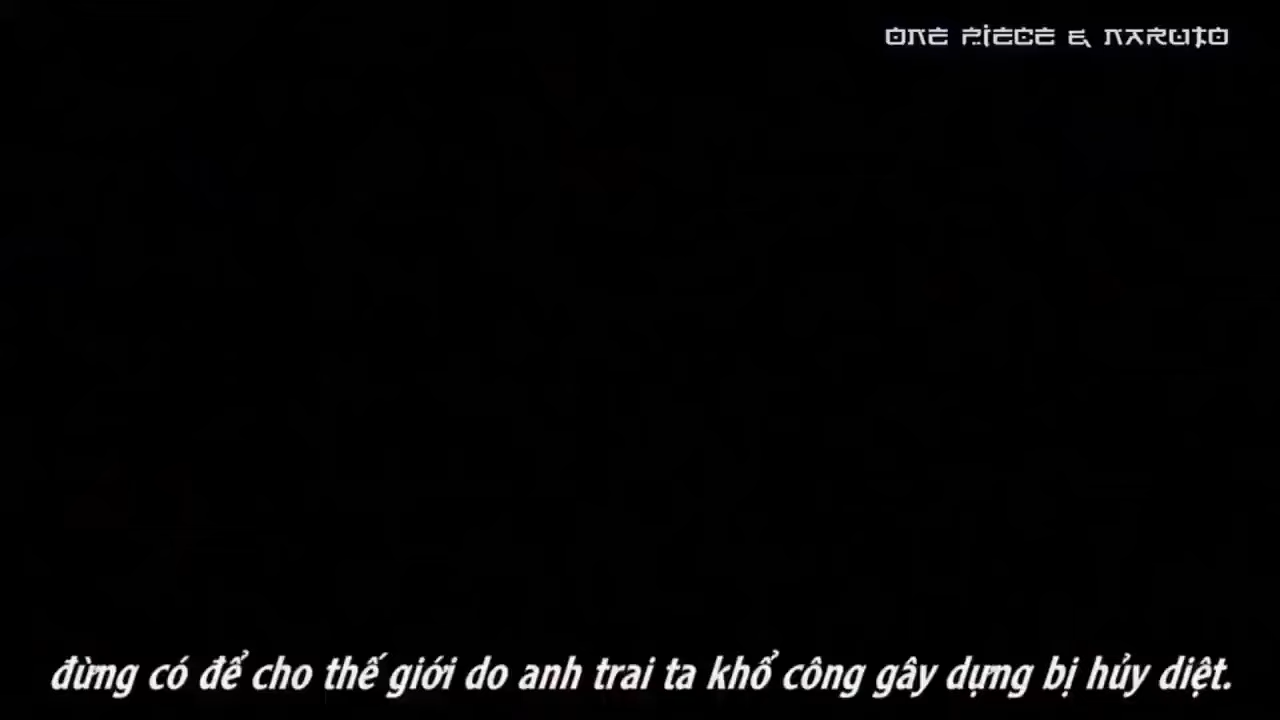 ONE PIECE & NARUTO
đừng có để cho thế giới do anh trai ta khổ công gây dựng bị hủy diệt.